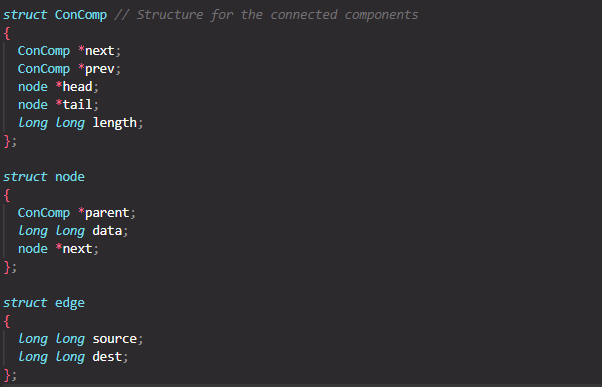 struct ConComp // Structure for the connected components
{
ConComp *next;
ConComp *prev;
node *head;
node *tail;
long long length;
};
struct node
{
ConComp *parent;
long long data;
node *next;
};
struct edge
{
long long source;
long long dest;
};